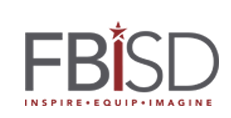 FBiSD
INSPIRE • EQUIP • IMAGINE